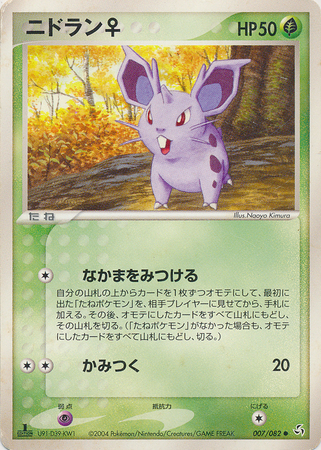 ニドラン♀ HP50
たね
Illus. Naoyo Kimura
なかまをみつける
自分の山札の上からカードを1枚ずつオモテにして、最初に
出た「たねポケモン」を、相手プレイヤーに見せてから、手札に
加える。その後、オモテにしたカードをすべて山札にもどし、そ
の山札を切る。(「たねポケモン」がなかった場合も、オモテに
したカードをすべて山札にもどし、山札を切る。)
かみつく 20
弱点 抵抗力 にげる
1 EDITION U91-D39-KW1 ©2004 Pokémon/Nintendo/Creatures/GAME FREAK 007/082 ●